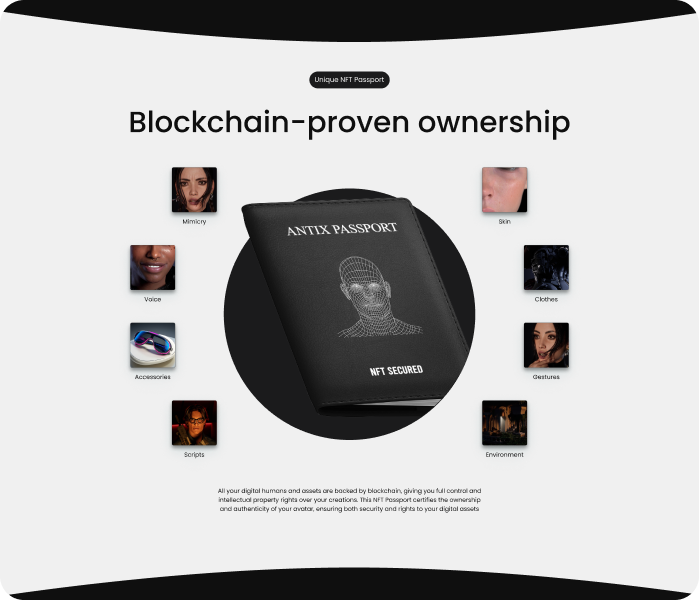 Unique NFT Passport
Blockchain-proven ownership
Mimicry
Skin
ANTIX PASSPORT
Voice
Clothes
Accessories
Gestures
NFT SECURED
Scripts
Environment
All your digital humans and assets are backed by blockchain, giving you full control and
intellectual property rights over your creations. This NFT Passport certifies the ownership
and authenticity of your avatar, ensuring both security and rights to your digital assets